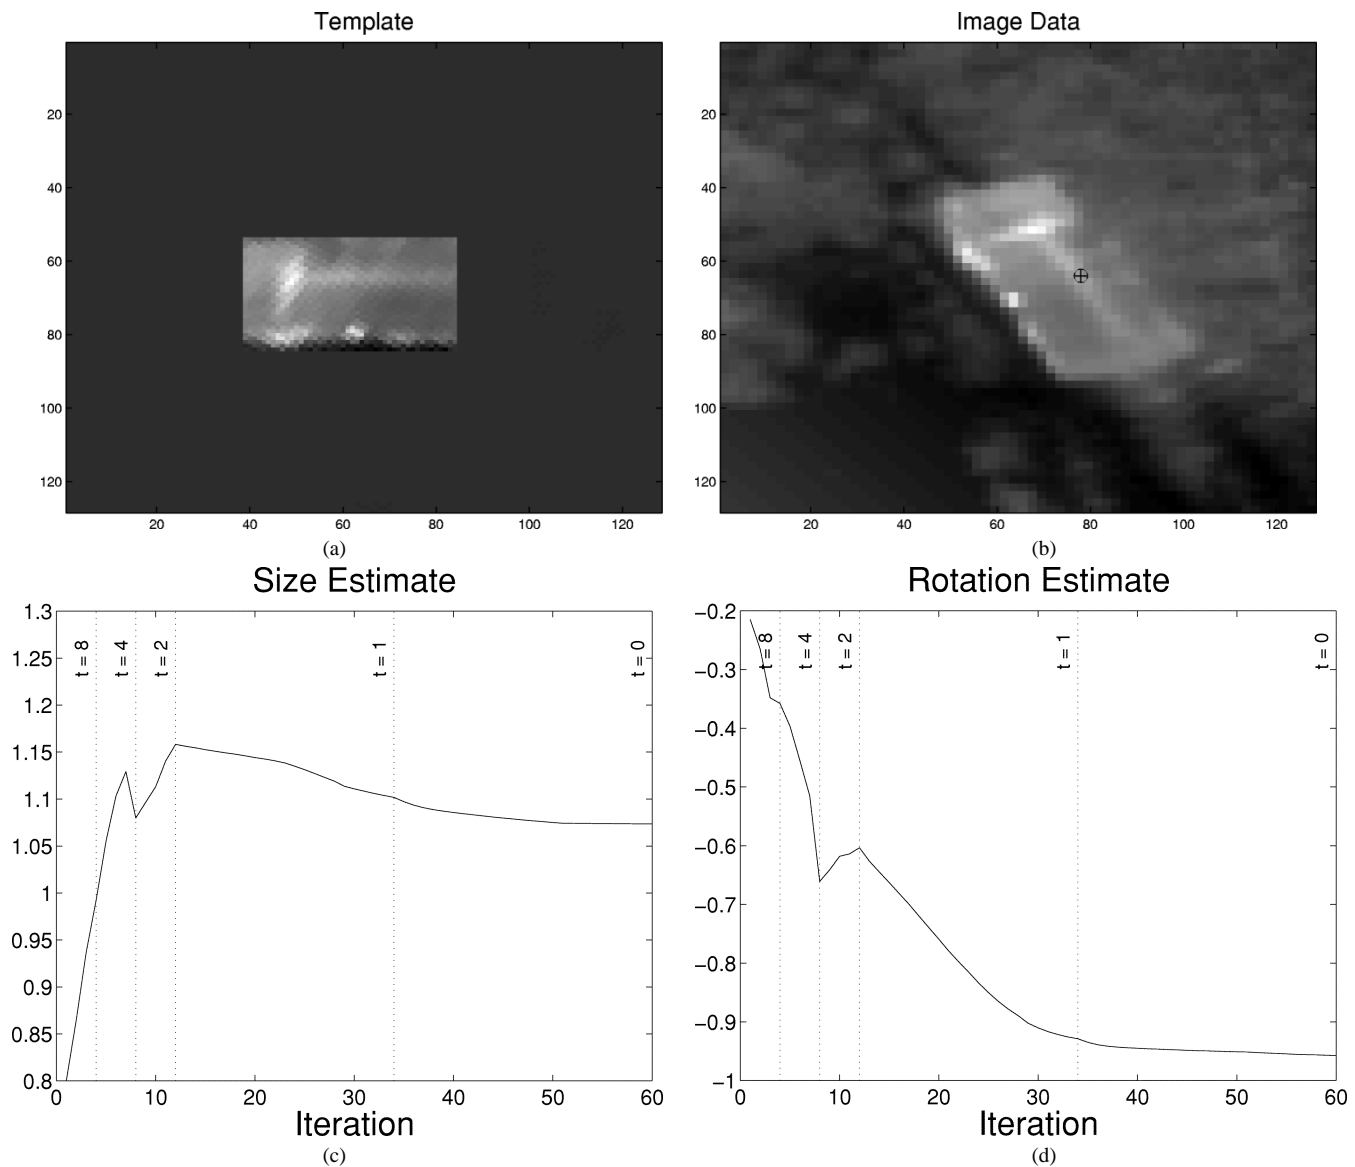 Template
Image Data
20
40
60
80
100
120
20 40 60 80 100 120
(a)
20
40
60
80
100
120
20 40 60 80 100 120
(b)
Size Estimate
1.3
1.25
1.2
1.15
1.1
1.05
1
0.95
0.9
0.85
0.8
t = 8
t = 4
t = 2
t = 1
t = 0
0 10 20 30 40 50 60
Iteration
(c)
Rotation Estimate
−0.2
−0.3
−0.4
−0.5
−0.6
−0.7
−0.8
−0.9
−1
t = 8
t = 4
t = 2
t = 1
t = 0
0 10 20 30 40 50 60
Iteration
(d)